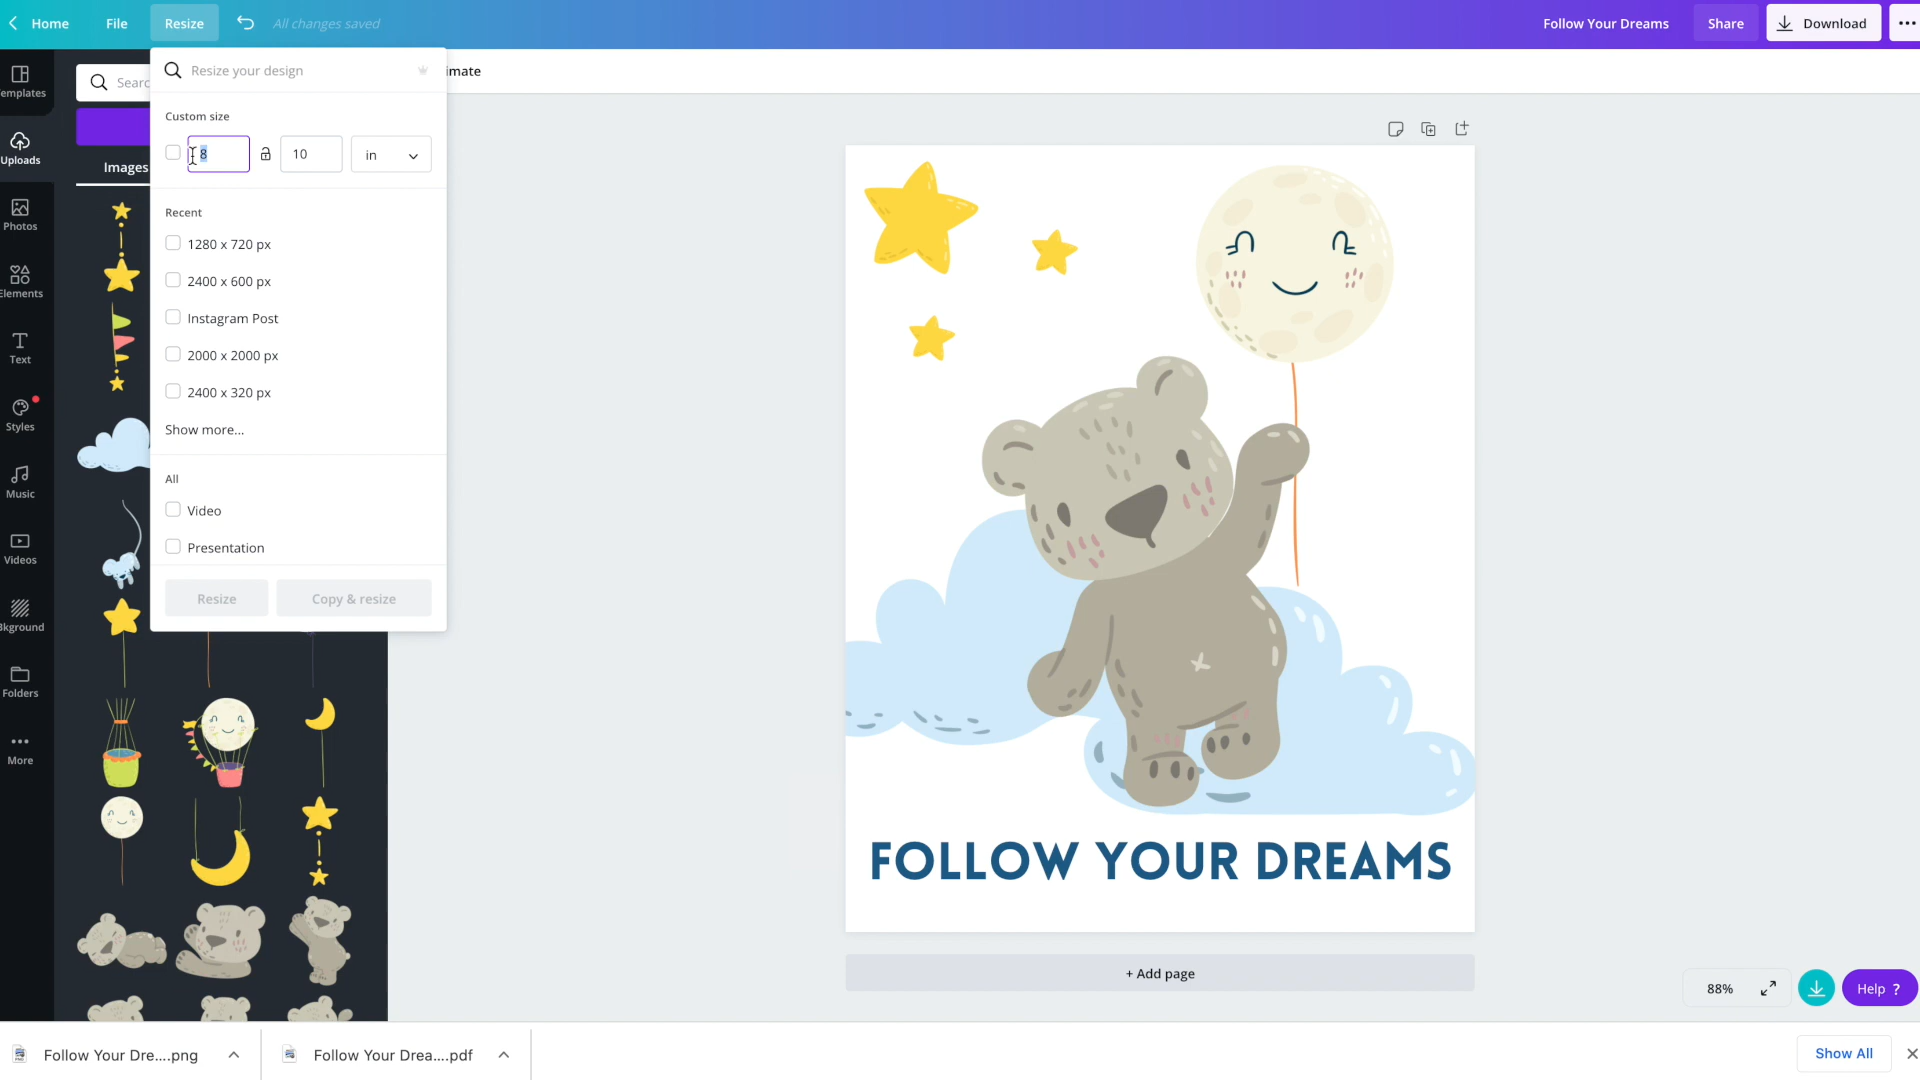 Home
File
Resize
All changes saved
Follow Your Dreams
Share
Download
Resize your design
imate
Custom size
8
10
in
Recent
1280 x 720 px
2400 x 600 px
Instagram Post
2000 x 2000 px
2400 x 320 px
Show more...
All
Video
Presentation
Resize
Copy & resize
Searc
Images
emplates
Uploads
Photos
Elements
Text
Styles
Music
Videos
Bkground
Folders
More
FOLLOW YOUR DREAMS
+ Add page
88%
Help ?
Follow Your Dre....png
Follow Your Drea....pdf
Show All